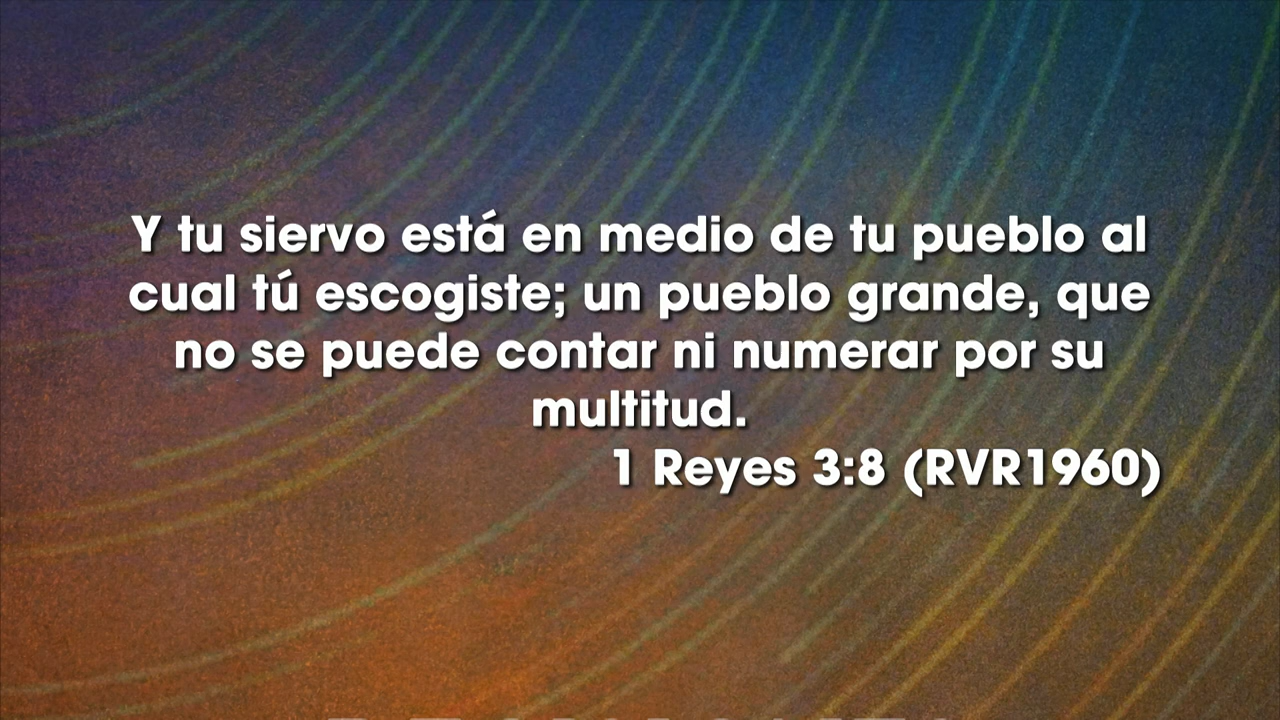 Y tu siervo está en medio de tu pueblo al
cual tú escogiste; un pueblo grande, que
no se puede contar ni numerar por su
multitud.
1 Reyes 3:8 (RVR1960)